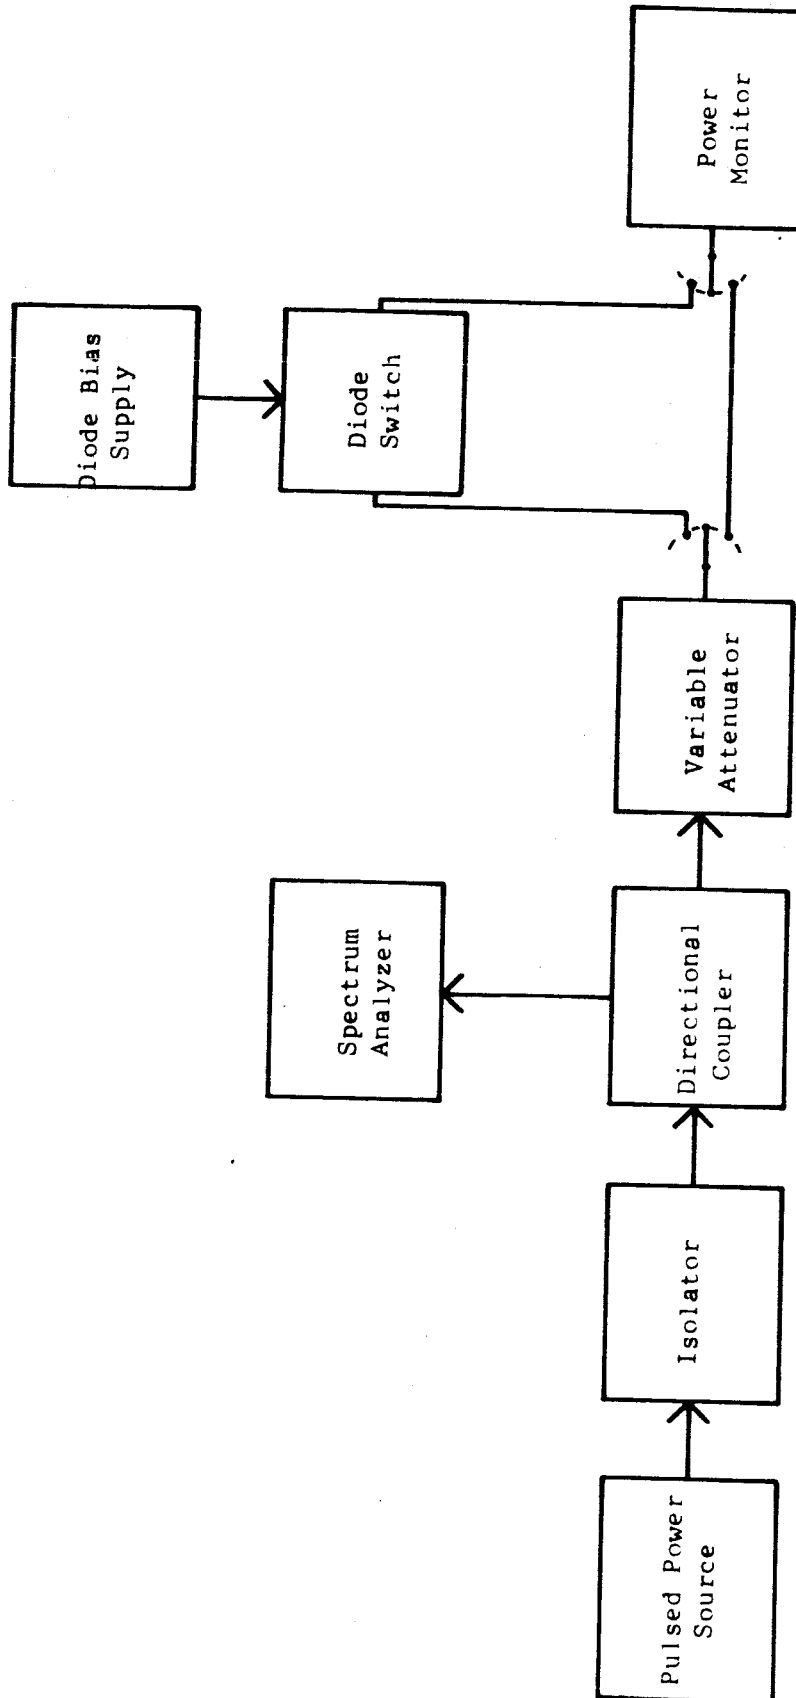 Pulsed Power
Source
Isolator
Directional
Coupler
Spectrum
Analyzer
Variable
Attenuator
Diode Bias
Supply
Diode
Switch
Power
Monitor